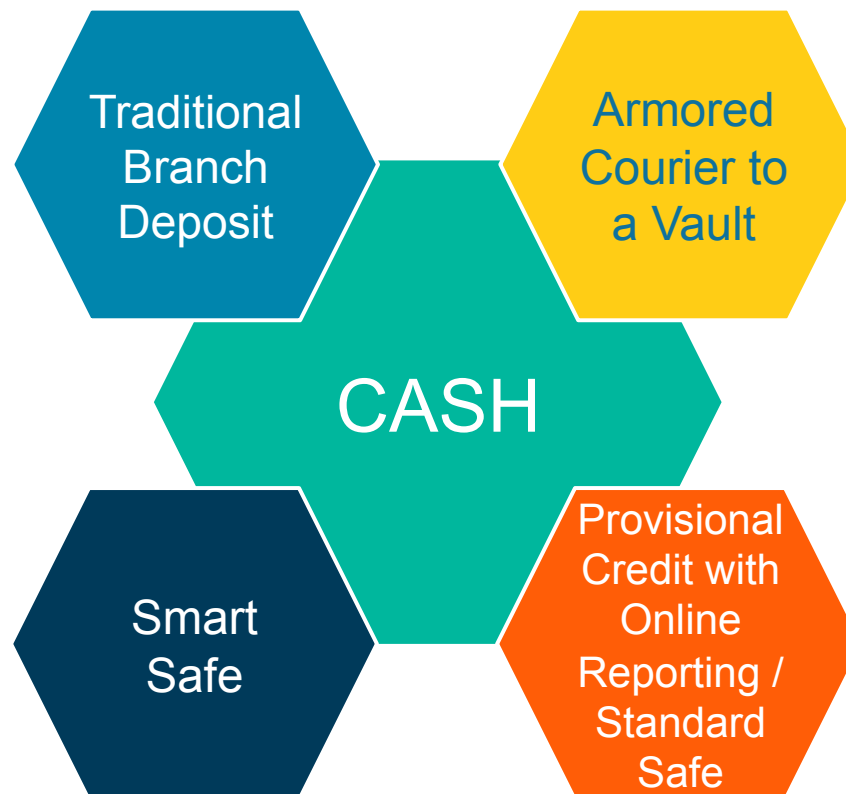 Traditional
Branch
Deposit
Armored
Courier to
a Vault
CASH
Smart
Safe
Provisional
Credit with
Online
Reporting /
Standard
Safe